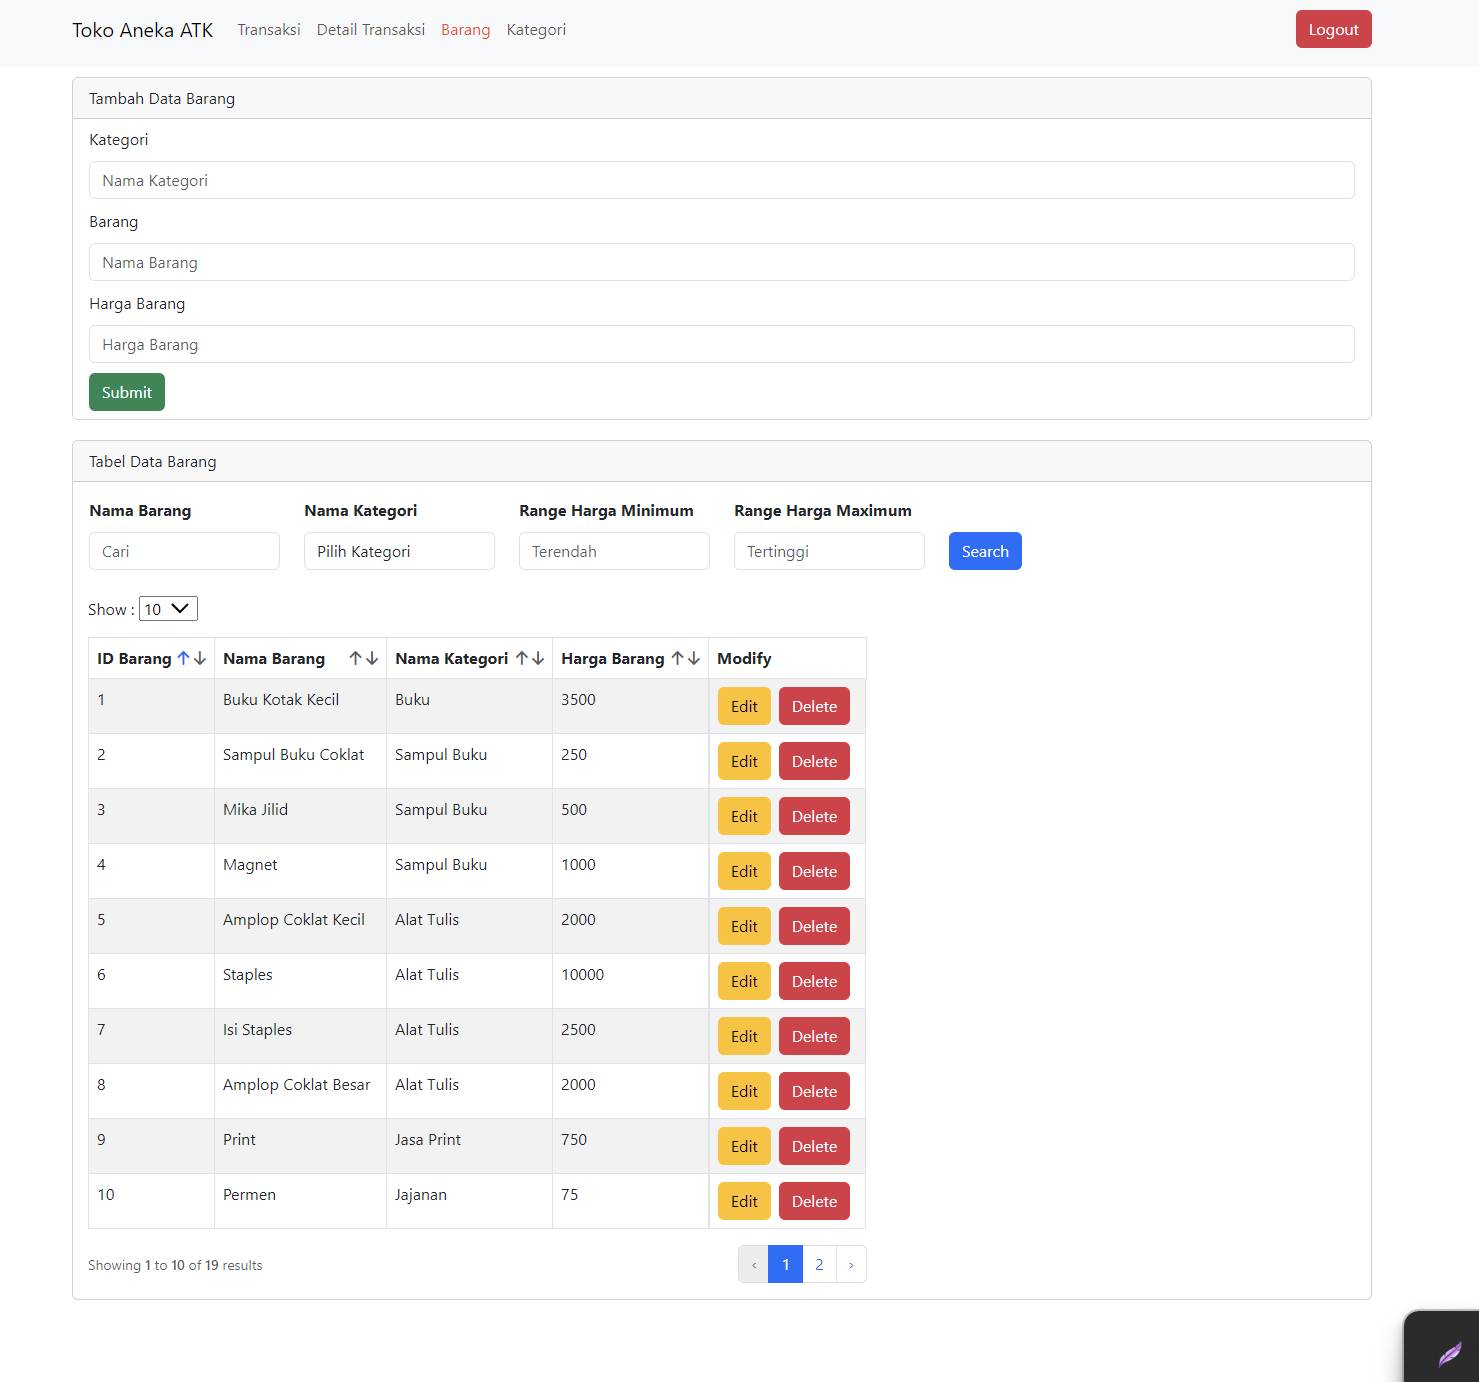 Toko Aneka ATK Transaksi Detail Transaksi Barang Kategori Logout
Tambah Data Barang
Kategori
Nama Kategori
Barang
Nama Barang
Harga Barang
Harga Barang
Submit
Tabel Data Barang
Nama Barang Nama Kategori Range Harga Minimum Range Harga Maximum
Cari Pilih Kategori Terendah Tertinggi Search
Show : 10
ID Barang ↑↓ Nama Barang ↑↓ Nama Kategori ↑↓ Harga Barang ↑↓ Modify
1 Buku Kotak Kecil Buku 3500 Edit Delete
2 Sampul Buku Coklat Sampul Buku 250 Edit Delete
3 Mika Jilid Sampul Buku 500 Edit Delete
4 Magnet Sampul Buku 1000 Edit Delete
5 Amplop Coklat Kecil Alat Tulis 2000 Edit Delete
6 Staples Alat Tulis 10000 Edit Delete
7 Isi Staples Alat Tulis 2500 Edit Delete
8 Amplop Coklat Besar Alat Tulis 2000 Edit Delete
9 Print Jasa Print 750 Edit Delete
10 Permen Jajanan 75 Edit Delete
Showing 1 to 10 of 19 results ‹ 1 2 ›